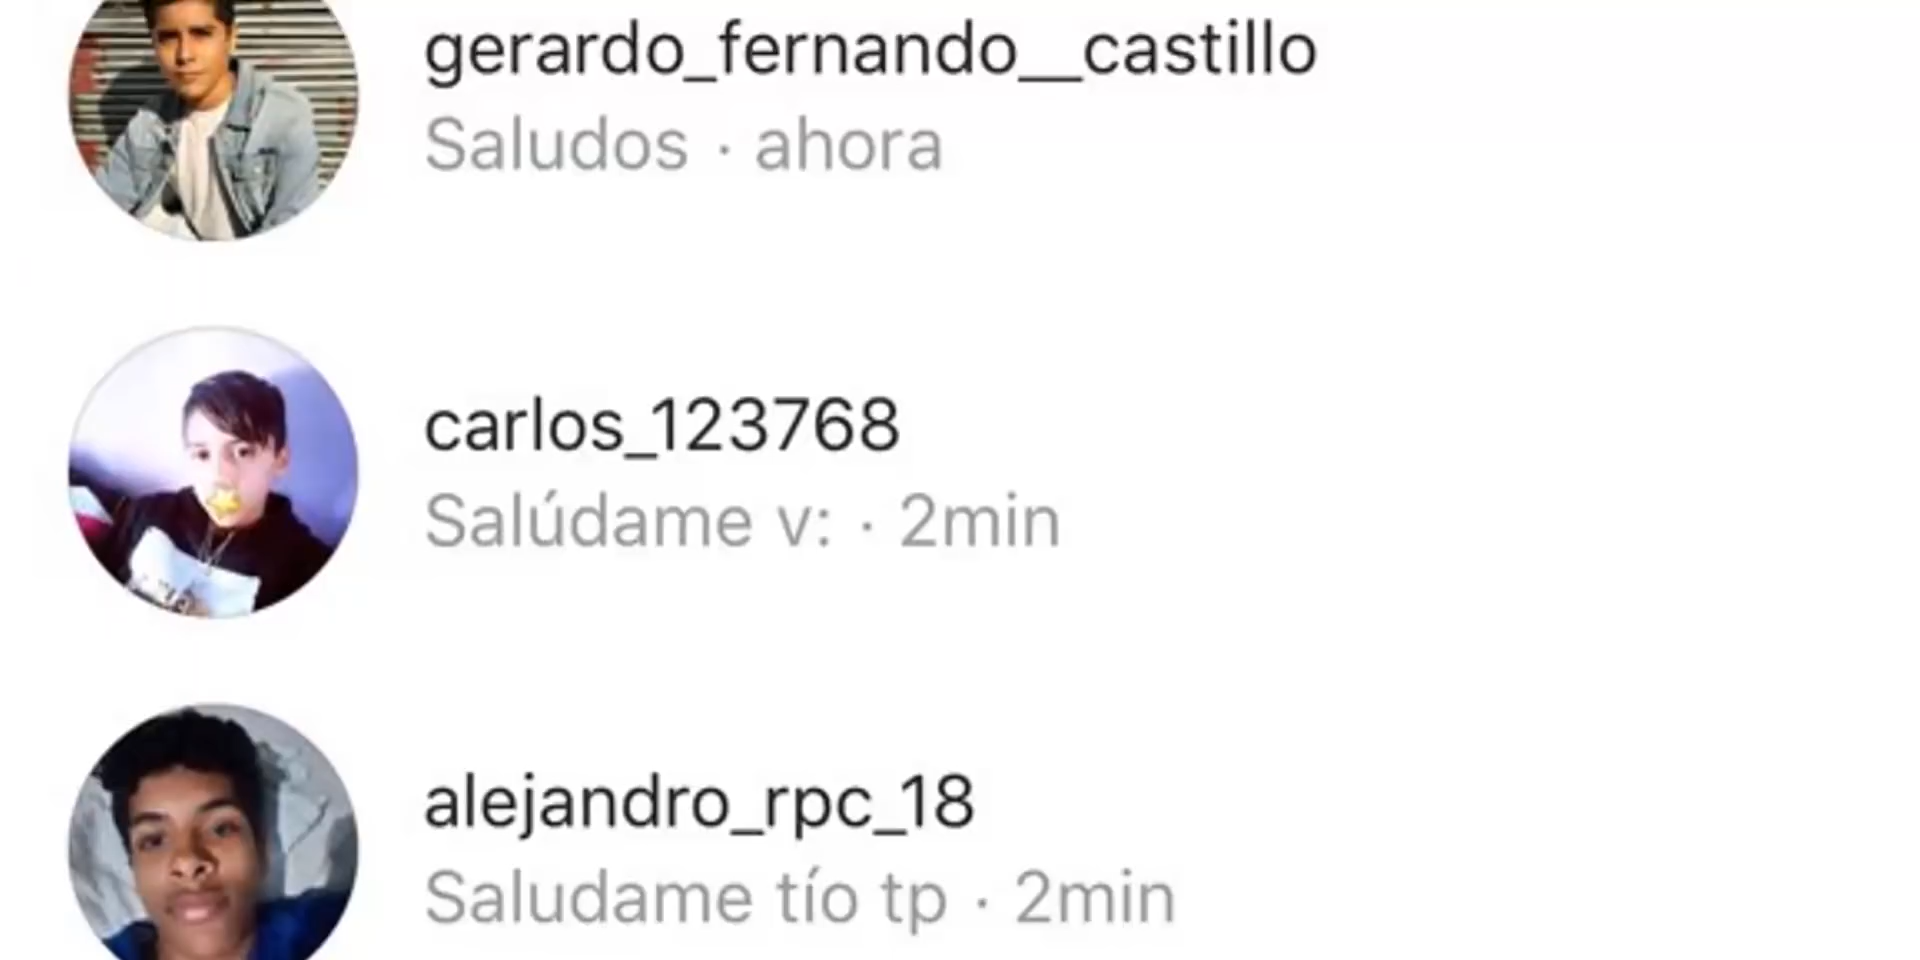 gerardo_fernando__castillo
Saludos · ahora
carlos_123768
Salúdame v: · 2min
alejandro_rpc_18
Saludame tío tp · 2min